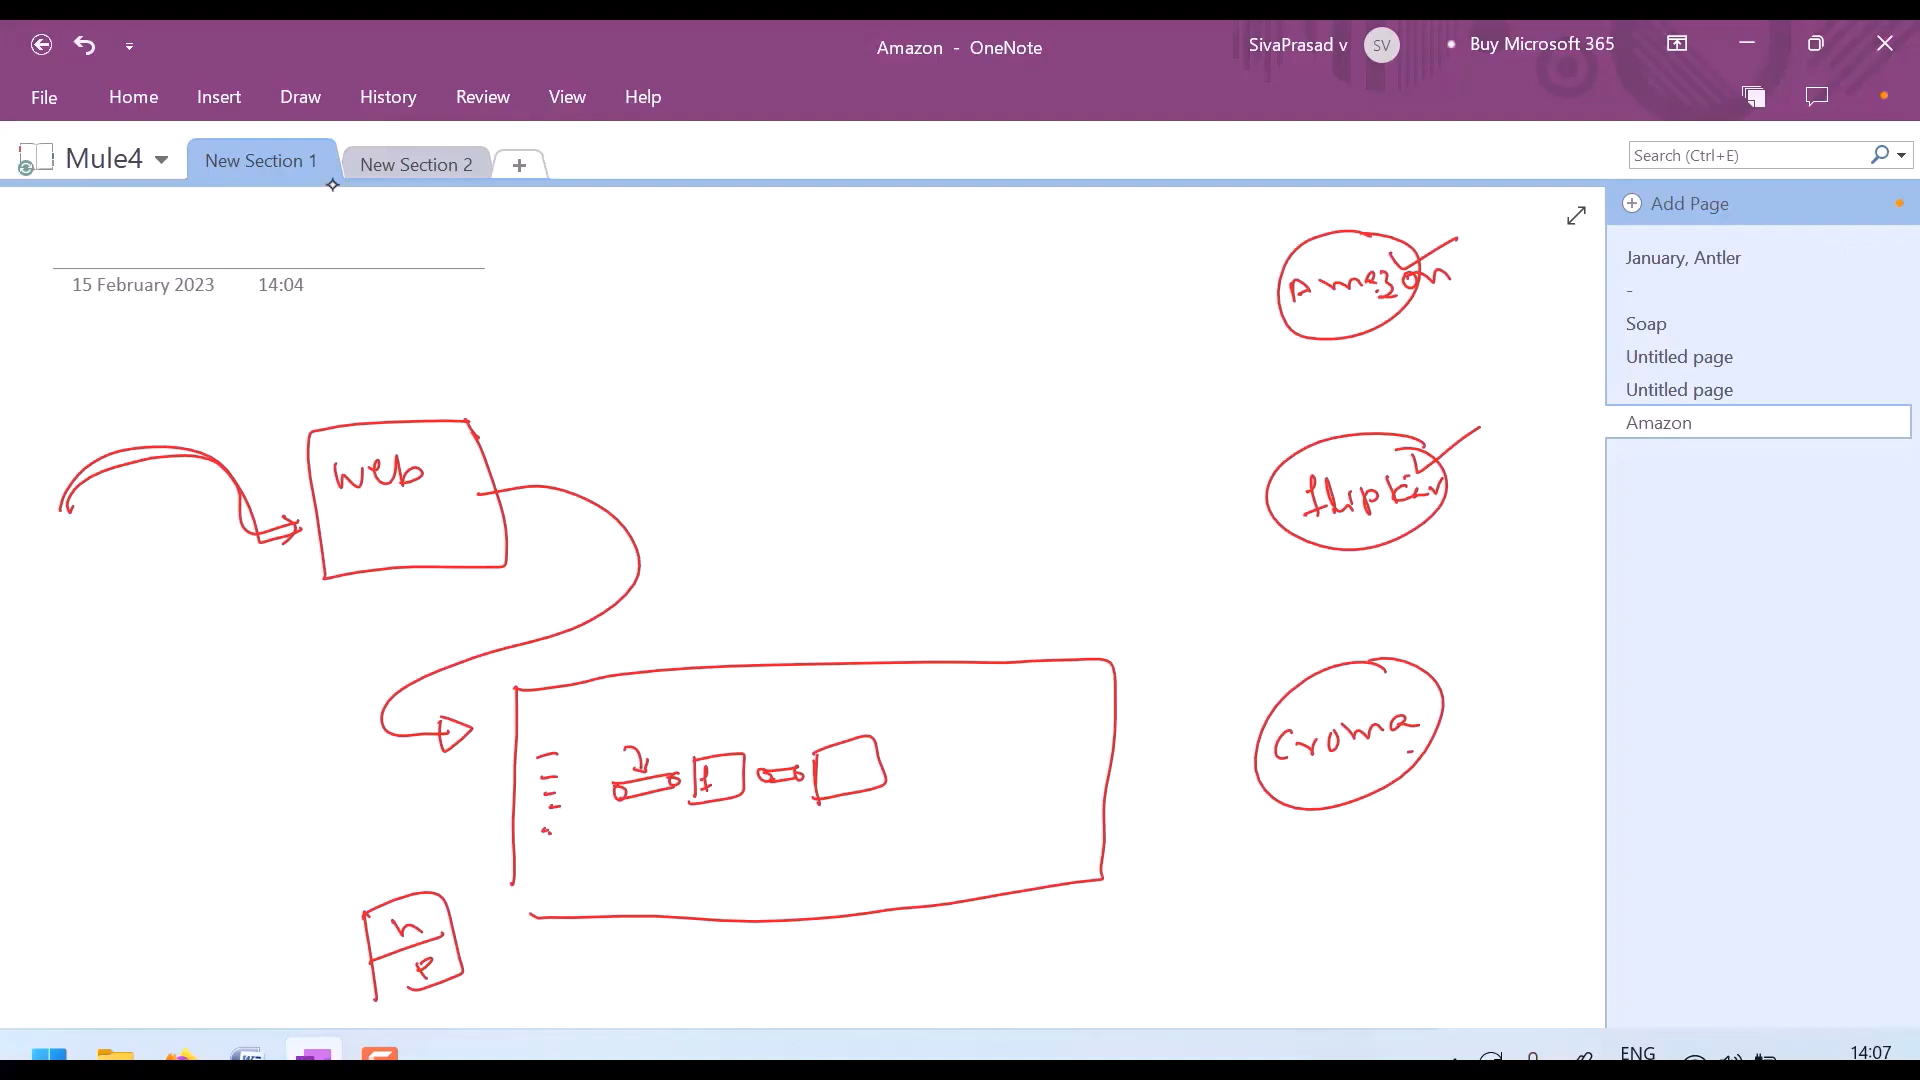 Amazon - OneNote
SivaPrasad v
SV
Buy Microsoft 365
File
Home
Insert
Draw
History
Review
View
Help
Mule4
New Section 1
New Section 2
Search (Ctrl+E)
Add Page
15 February 2023
14:04
January, Antler
-
Soap
Untitled page
Untitled page
Amazon
Amazon
web
flipkar
Croma
1
h
P
ENG
14:07